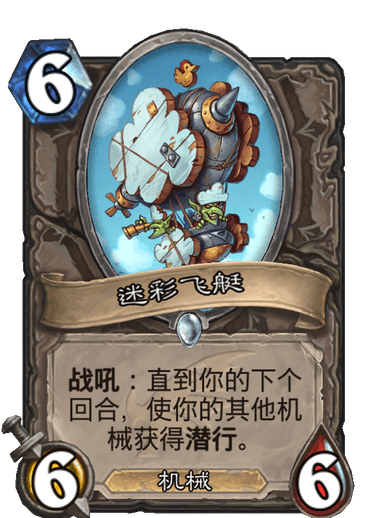 6
迷彩飞艇
战吼：直到你的下个
回合，使你的其他机
械获得潜行。
6
机械
6